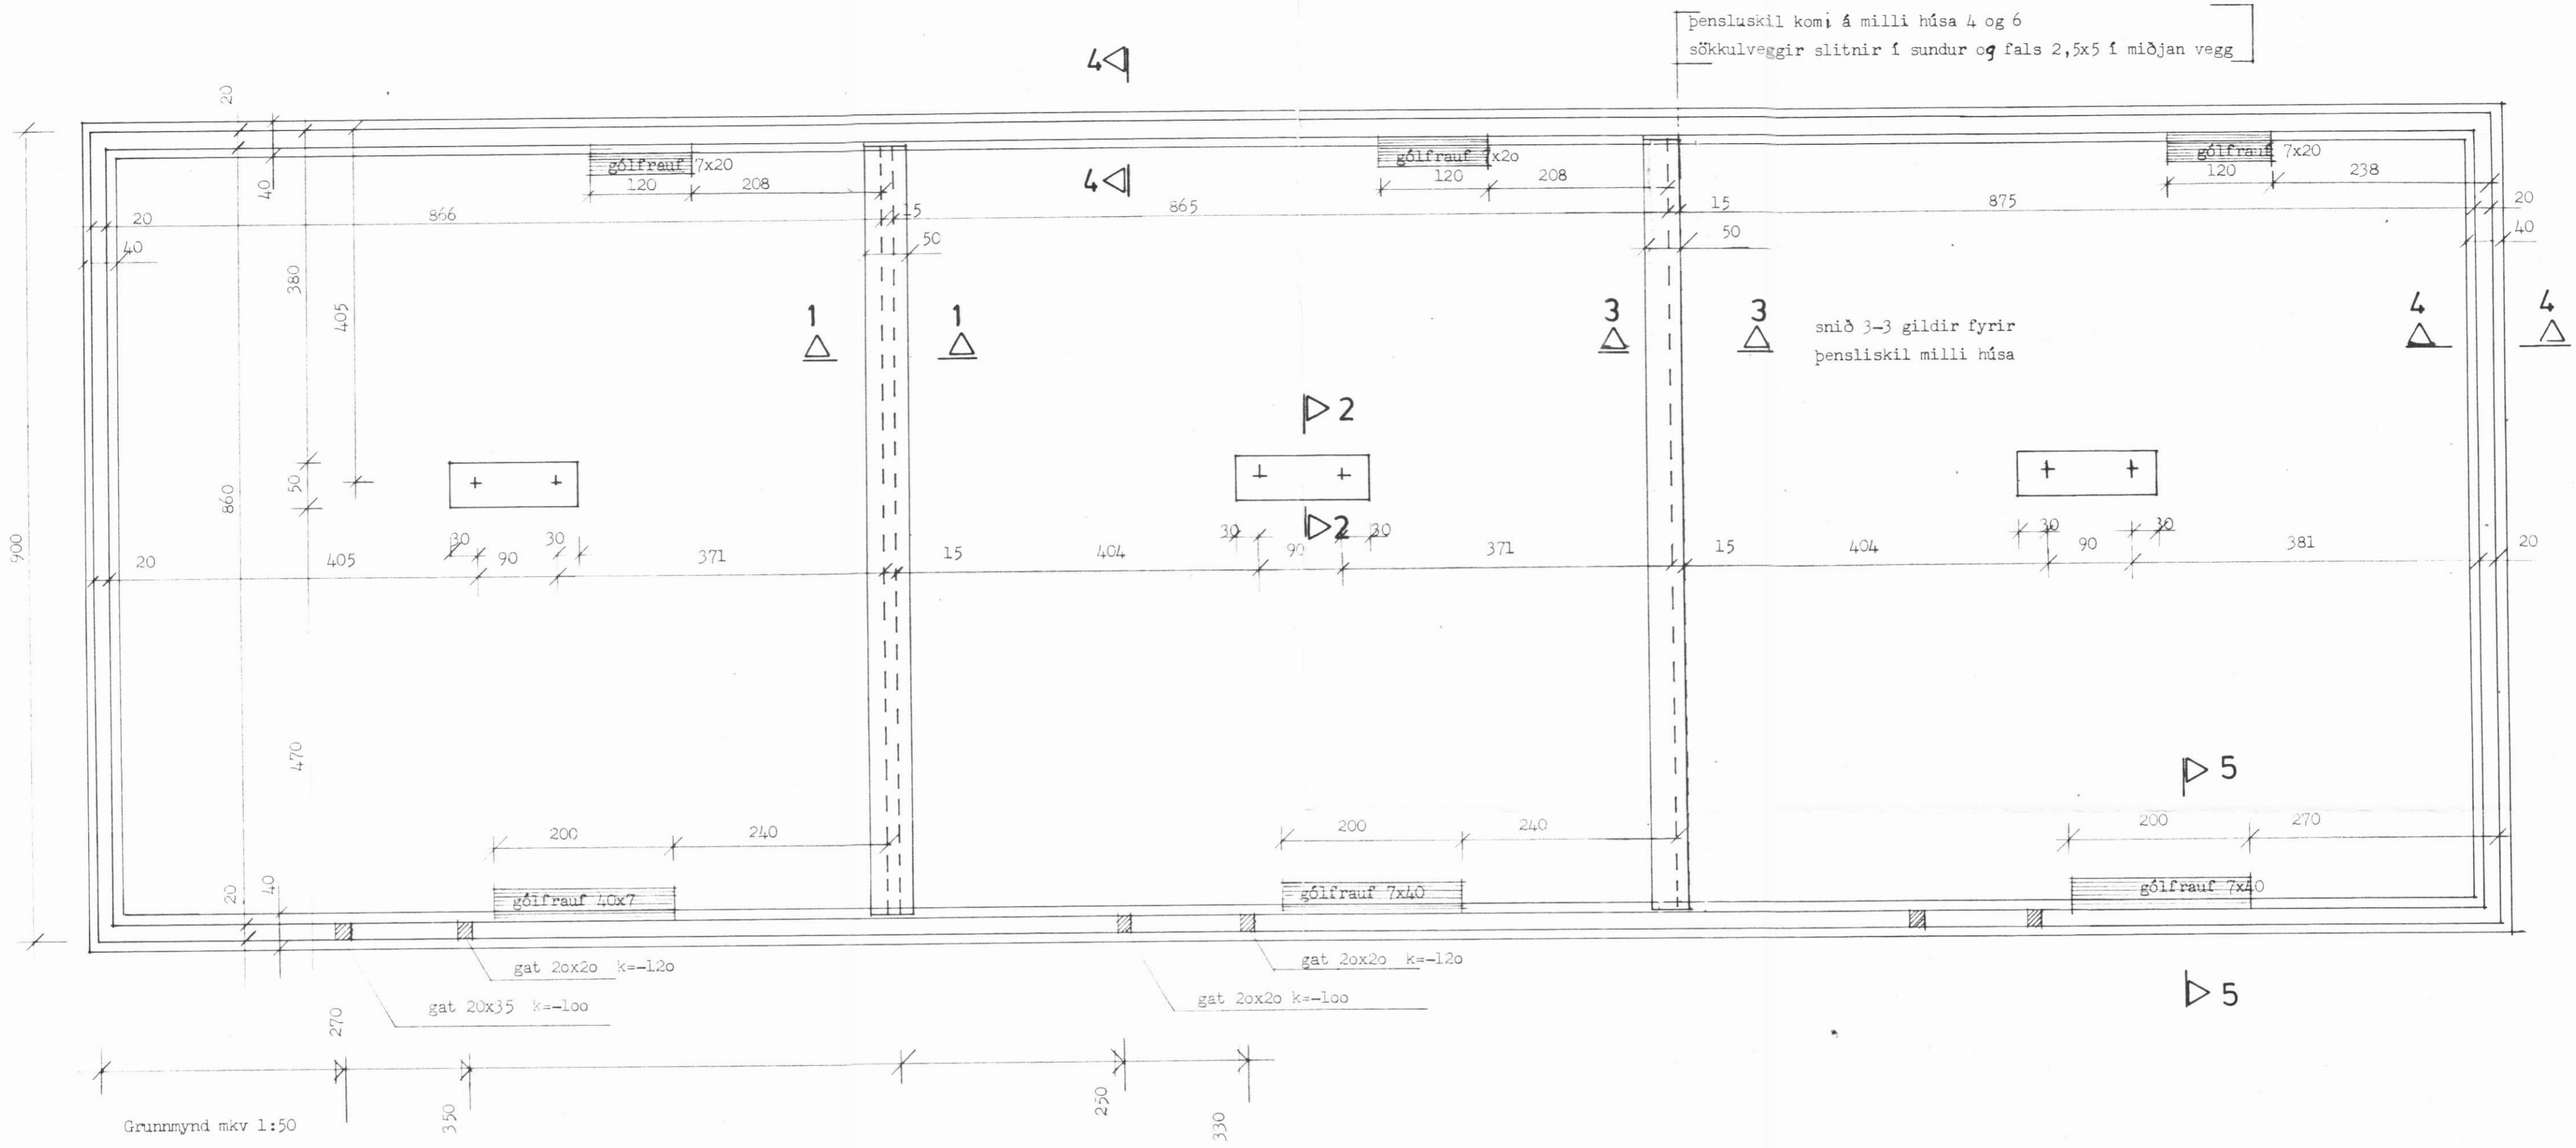 þensluskil komi á milli húsa 4 og 6
sökkulveggir slitnir í sundur og fals 2,5x5 í miðjan vegg
4
4
20
40
gólfrauf 7x20
120 208
gólfrauf 7x2o
120 208
gólfrauf 7x20
120 238
20 866 15 865 15 875 20
40 50 50 40
380
405
1 1 3 3 4 4
snið 3-3 gildir fyrir
þensliskil milli húsa
2
2
900
860
50
30 30 30 30 30 30
20 405 90 371 15 404 90 371 15 404 90 381 20
470
5
200 240 200 240 200 270
20
40
gólfrauf 40x7
gólfrauf 7x40
gólfrauf 7x40
gat 2ox2o k=-12o
gat 20x35 k=-loo
gat 2ox2o k=-12o
gat 2ox2o k=-loo
5
270
350
250
330
Grunnmynd mkv 1:50